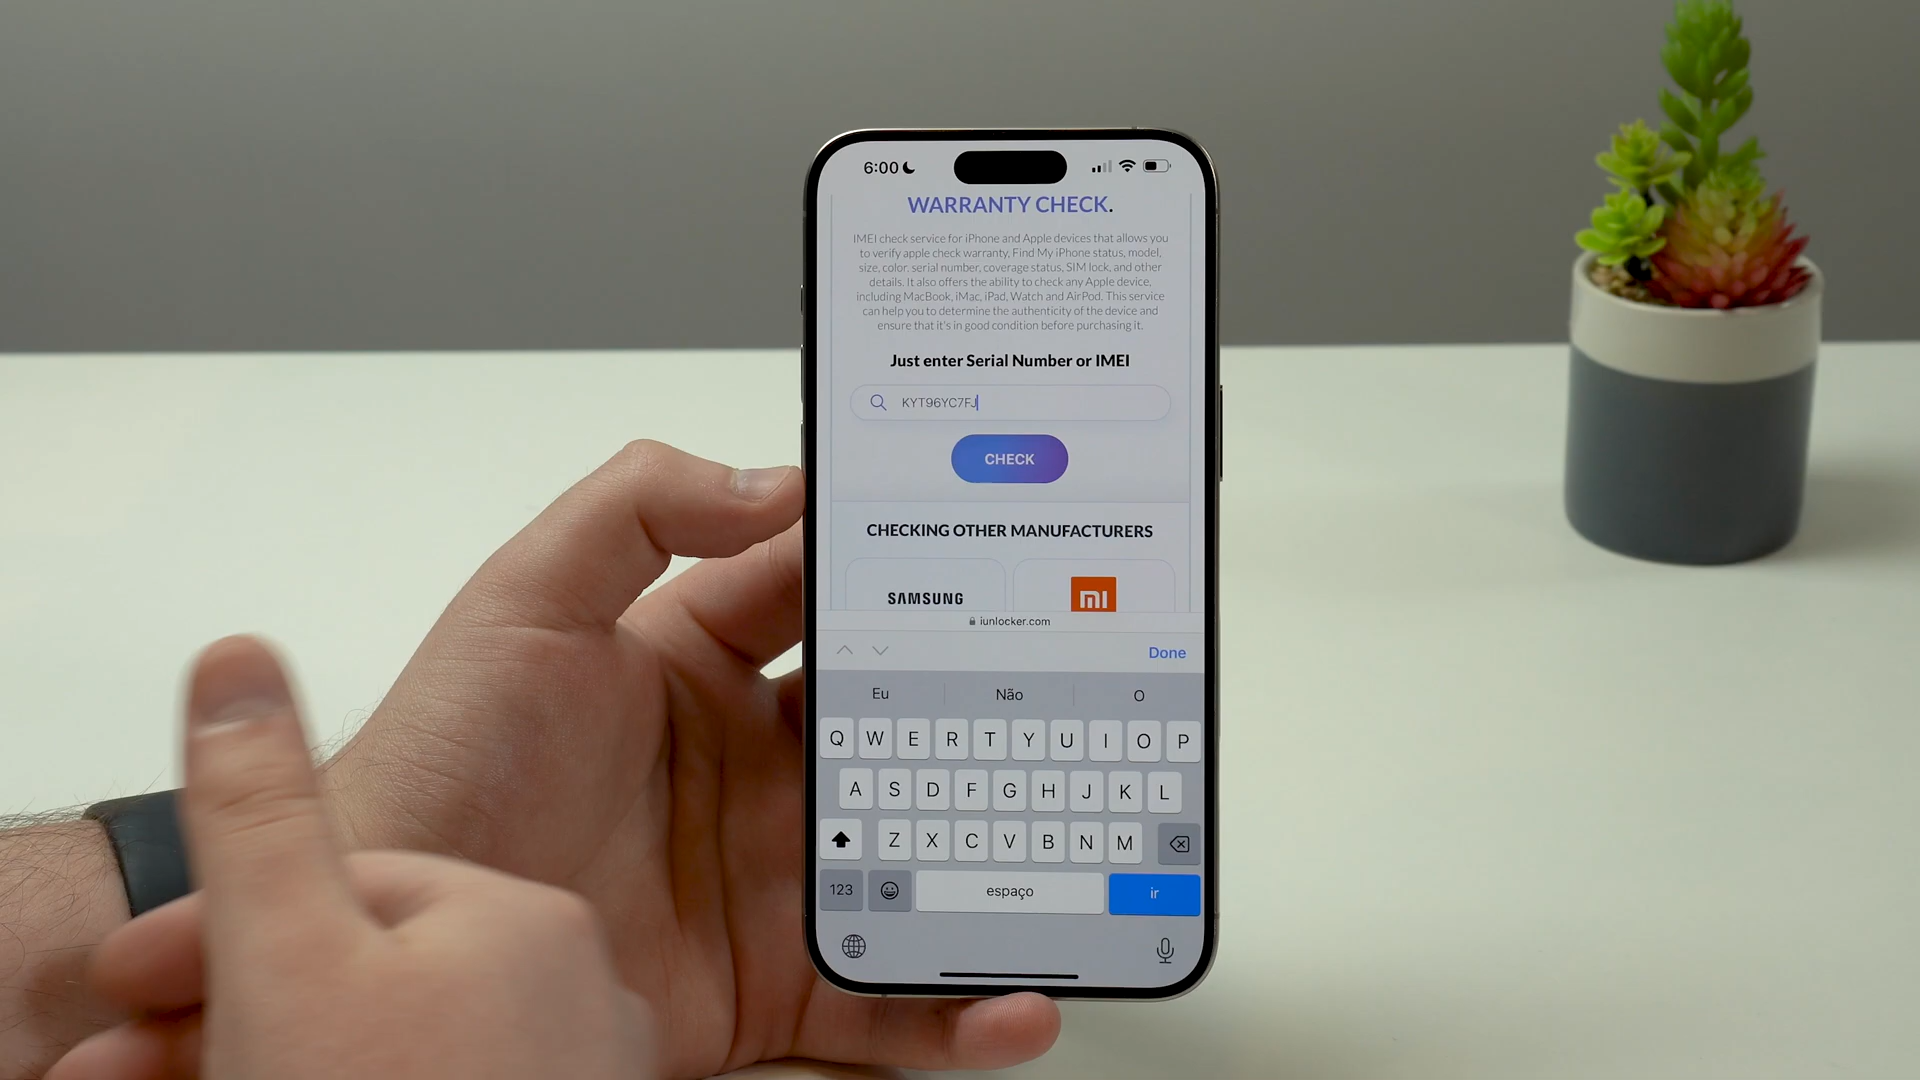 6:00
WARRANTY CHECK.
IMEI check service for iPhone and Apple devices that allows you
to verify apple check warranty, Find My iPhone status, model,
size, color. serial number, coverage status, SIM lock, and other
details. It also offers the ability to check any Apple device,
including MacBook, iMac, iPad, Watch and AirPod. This service
can help you to determine the authenticity of the device and
ensure that it's in good condition before purchasing it.
Just enter Serial Number or IMEI
KYT96YC7FJ
CHECK
CHECKING OTHER MANUFACTURERS
SAMSUNG
mi
iunlocker.com
Done
Eu Não O
Q W E R T Y U I O P
A S D F G H J K L
Z X C V B N M
123 espaço ir